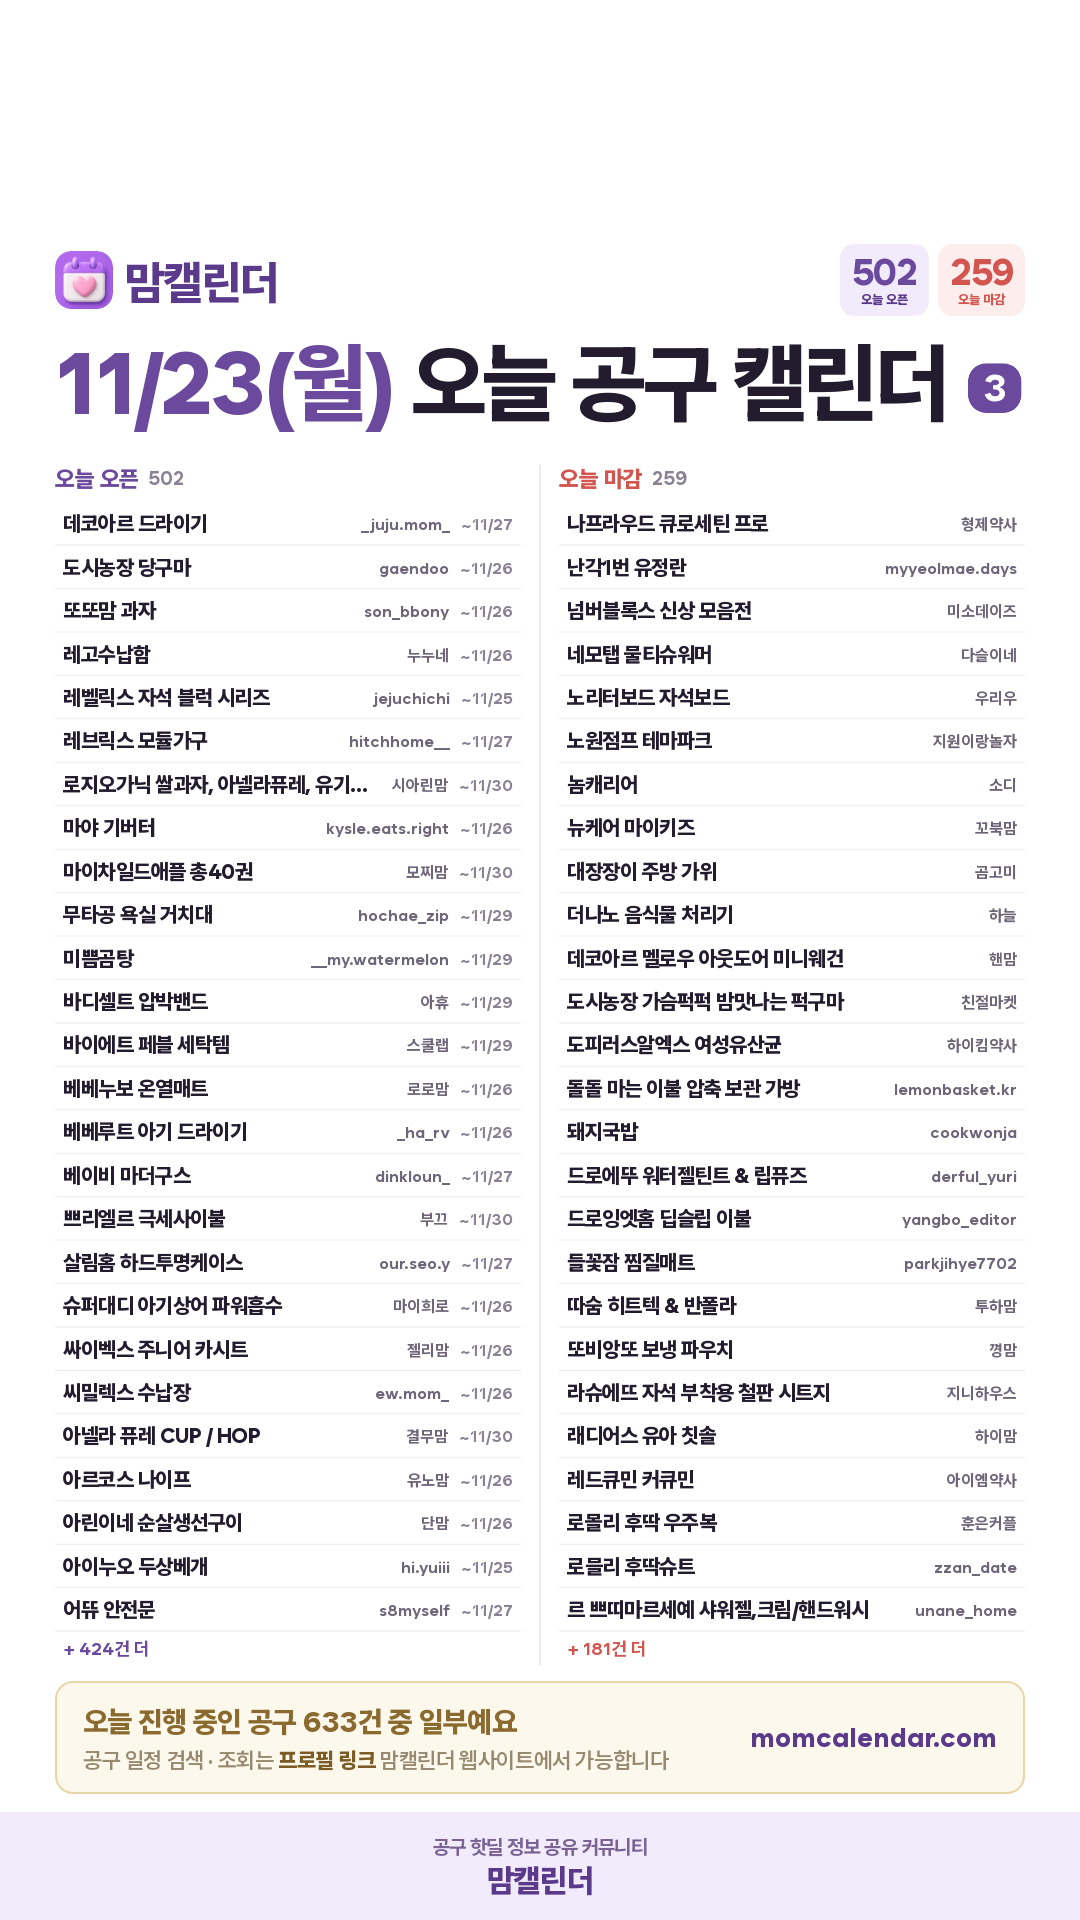 맘캘린더
502
오늘 오픈
259
오늘 마감
11/23(월) 오늘 공구 캘린더 3
오늘 오픈 502
데코아르 드라이기 _juju.mom_ ~11/27
도시농장 당구마 gaendoo ~11/26
또또맘 과자 son_bbony ~11/26
레고수납함 누누네 ~11/26
레벨릭스 자석 블럭 시리즈 jejuchichi ~11/25
레브릭스 모듈가구 hitchhome__ ~11/27
로지오가닉 쌀과자, 아넬라퓨레, 유기... 시아린맘 ~11/30
마야 기버터 kysle.eats.right ~11/26
마이차일드애플 총40권 모찌맘 ~11/30
무타공 욕실 거치대 hochae_zip ~11/29
미쁨곰탕 __my.watermelon ~11/29
바디셀트 압박밴드 아휴 ~11/29
바이에트 페블 세탁템 스쿨랩 ~11/29
베베누보 온열매트 로로맘 ~11/26
베베루트 아기 드라이기 _ha_rv ~11/26
베이비 마더구스 dinkloun_ ~11/27
쁘리엘르 극세사이불 부끄 ~11/30
살림홈 하드투명케이스 our.seo.y ~11/27
슈퍼대디 아기상어 파워흡수 마이희로 ~11/26
싸이벡스 주니어 카시트 젤리맘 ~11/26
씨밀렉스 수납장 ew.mom_ ~11/26
아넬라 퓨레 CUP / HOP 결무맘 ~11/30
아르코스 나이프 유노맘 ~11/26
아린이네 순살생선구이 단맘 ~11/26
아이누오 두상베개 hi.yuiii ~11/25
어뜌 안전문 s8myself ~11/27
+ 424건 더
오늘 마감 259
나프라우드 큐로세틴 프로 형제약사
난각1번 유정란 myyeolmae.days
넘버블록스 신상 모음전 미소데이즈
네모탭 물티슈워머 다슬이네
노리터보드 자석보드 우리우
노원점프 테마파크 지원이랑놀자
놈캐리어 소디
뉴케어 마이키즈 꼬북맘
대장장이 주방 가위 곰고미
더나노 음식물 처리기 하늘
데코아르 멜로우 아웃도어 미니웨건 핸맘
도시농장 가슴퍽퍽 밤맛나는 퍽구마 친절마켓
도피러스알엑스 여성유산균 하이킴약사
돌돌 마는 이불 압축 보관 가방 lemonbasket.kr
돼지국밥 cookwonja
드로에뚜 워터젤틴트 & 립퓨즈 derful_yuri
드로잉엣홈 딥슬립 이불 yangbo_editor
들꽃잠 찜질매트 parkjihye7702
따숨 히트텍 & 반폴라 투하맘
또비앙또 보냉 파우치 꼉맘
라슈에뜨 자석 부착용 철판 시트지 지니하우스
래디어스 유아 칫솔 하이맘
레드큐민 커큐민 아이엠약사
로몰리 후딱 우주복 훈은커플
로믈리 후딱슈트 zzan_date
르 쁘띠마르세예 샤워젤,크림/핸드워시 unane_home
+ 181건 더
오늘 진행 중인 공구 633건 중 일부예요
공구 일정 검색 · 조회는 프로필 링크 맘캘린더 웹사이트에서 가능합니다
momcalendar.com
공구 핫딜 정보 공유 커뮤니티
맘캘린더